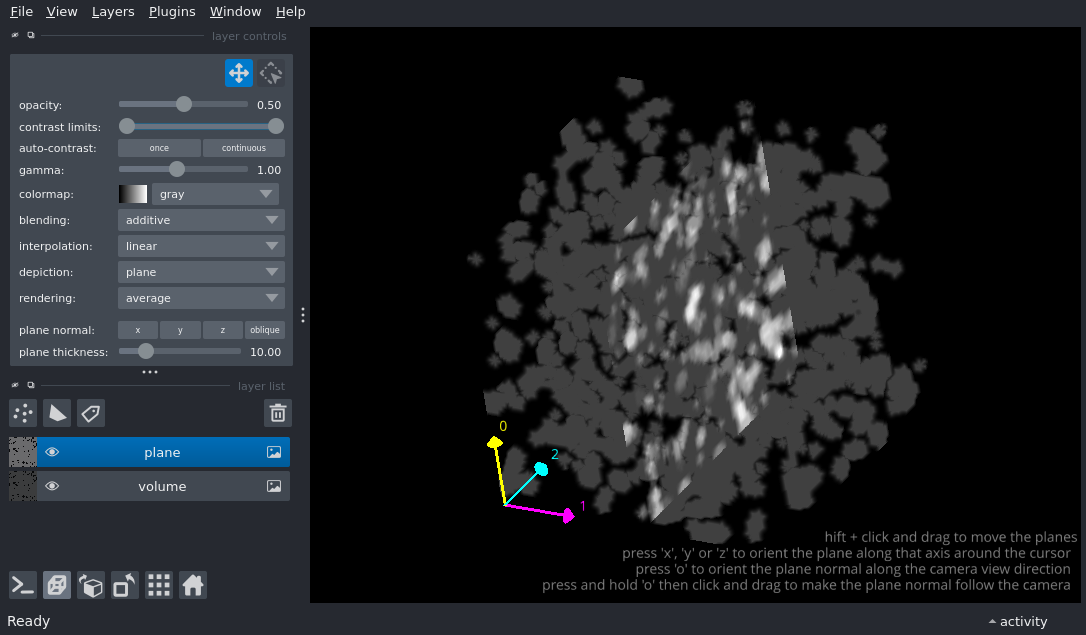 File View Layers Plugins Window Help
layer controls
opacity: 0.50
contrast limits:
auto-contrast: once continuous
gamma: 1.00
colormap: gray
blending: additive
interpolation: linear
depiction: plane
rendering: average
plane normal: x y z oblique
plane thickness: 10.00
layer list
plane
volume
0
2
1
hift + click and drag to move the planes
press 'x', 'y' or 'z' to orient the plane along that axis around the cursor
press 'o' to orient the plane normal along the camera view direction
press and hold 'o' then click and drag to make the plane normal follow the camera
Ready activity